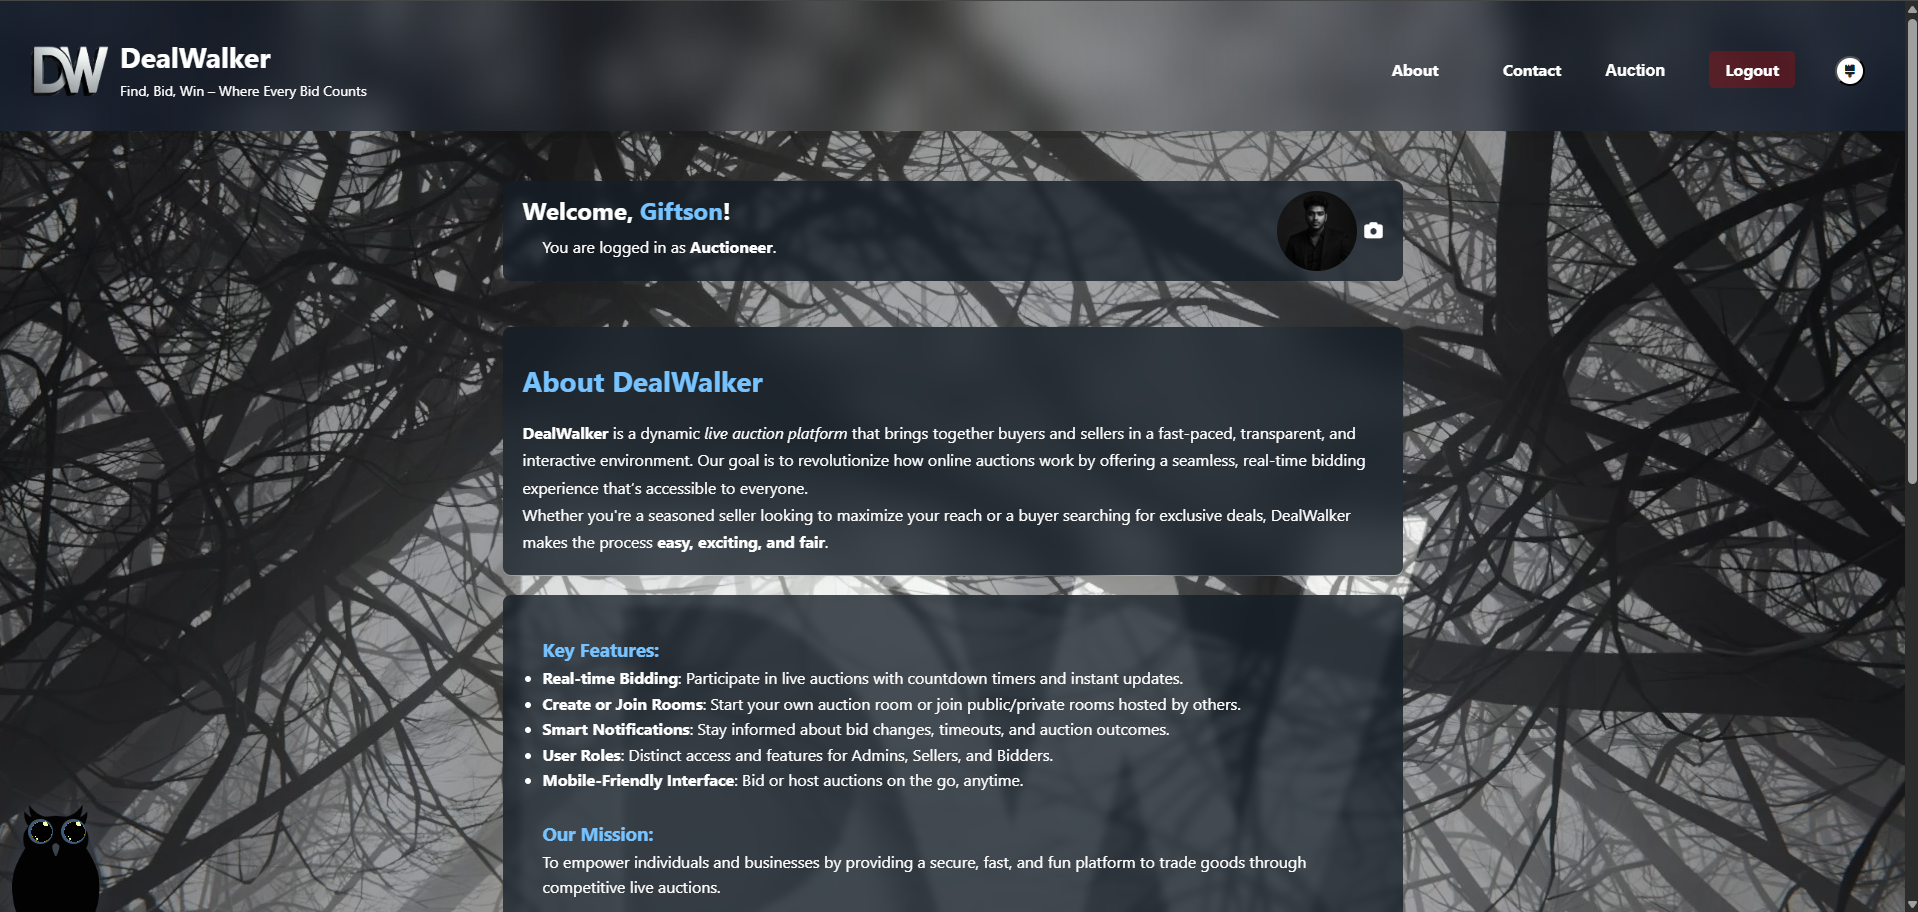 DW
DealWalker
Find, Bid, Win – Where Every Bid Counts
About
Contact
Auction
Logout
Welcome, Giftson!
You are logged in as Auctioneer.
About DealWalker
DealWalker is a dynamic live auction platform that brings together buyers and sellers in a fast-paced, transparent, and
interactive environment. Our goal is to revolutionize how online auctions work by offering a seamless, real-time bidding
experience that's accessible to everyone.
Whether you're a seasoned seller looking to maximize your reach or a buyer searching for exclusive deals, DealWalker
makes the process easy, exciting, and fair.
Key Features:
• Real-time Bidding: Participate in live auctions with countdown timers and instant updates.
• Create or Join Rooms: Start your own auction room or join public/private rooms hosted by others.
• Smart Notifications: Stay informed about bid changes, timeouts, and auction outcomes.
• User Roles: Distinct access and features for Admins, Sellers, and Bidders.
• Mobile-Friendly Interface: Bid or host auctions on the go, anytime.
Our Mission:
To empower individuals and businesses by providing a secure, fast, and fun platform to trade goods through
competitive live auctions.